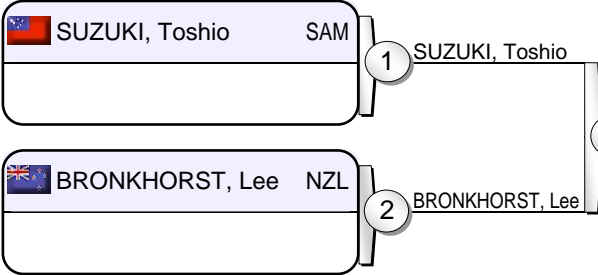 SUZUKI, Toshio SAM
1 SUZUKI, Toshio
BRONKHORST, Lee NZL
2 BRONKHORST, Lee